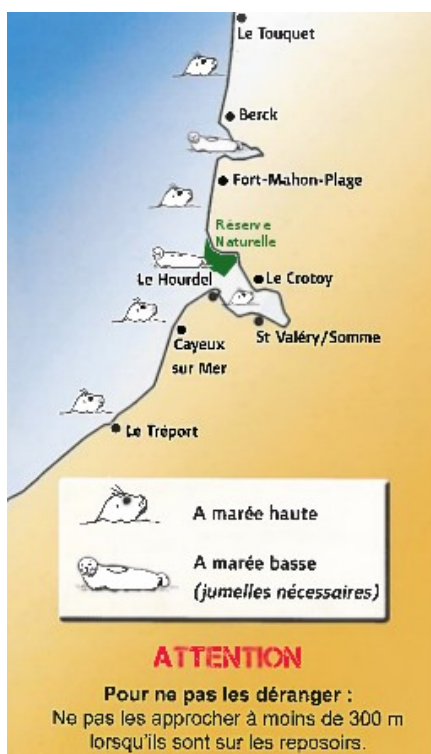 Le Touquet
Berck
Fort-Mahon-Plage
Réserve
Naturelle
Le Hourdel
Le Crotoy
St Valéry/Somme
Cayeux
sur Mer
Le Tréport
A marée haute
A marée basse
(jumelles nécessaires)
ATTENTION
Pour ne pas les déranger :
Ne pas les approcher à moins de 300 m
lorsqu'ils sont sur les reposoirs.